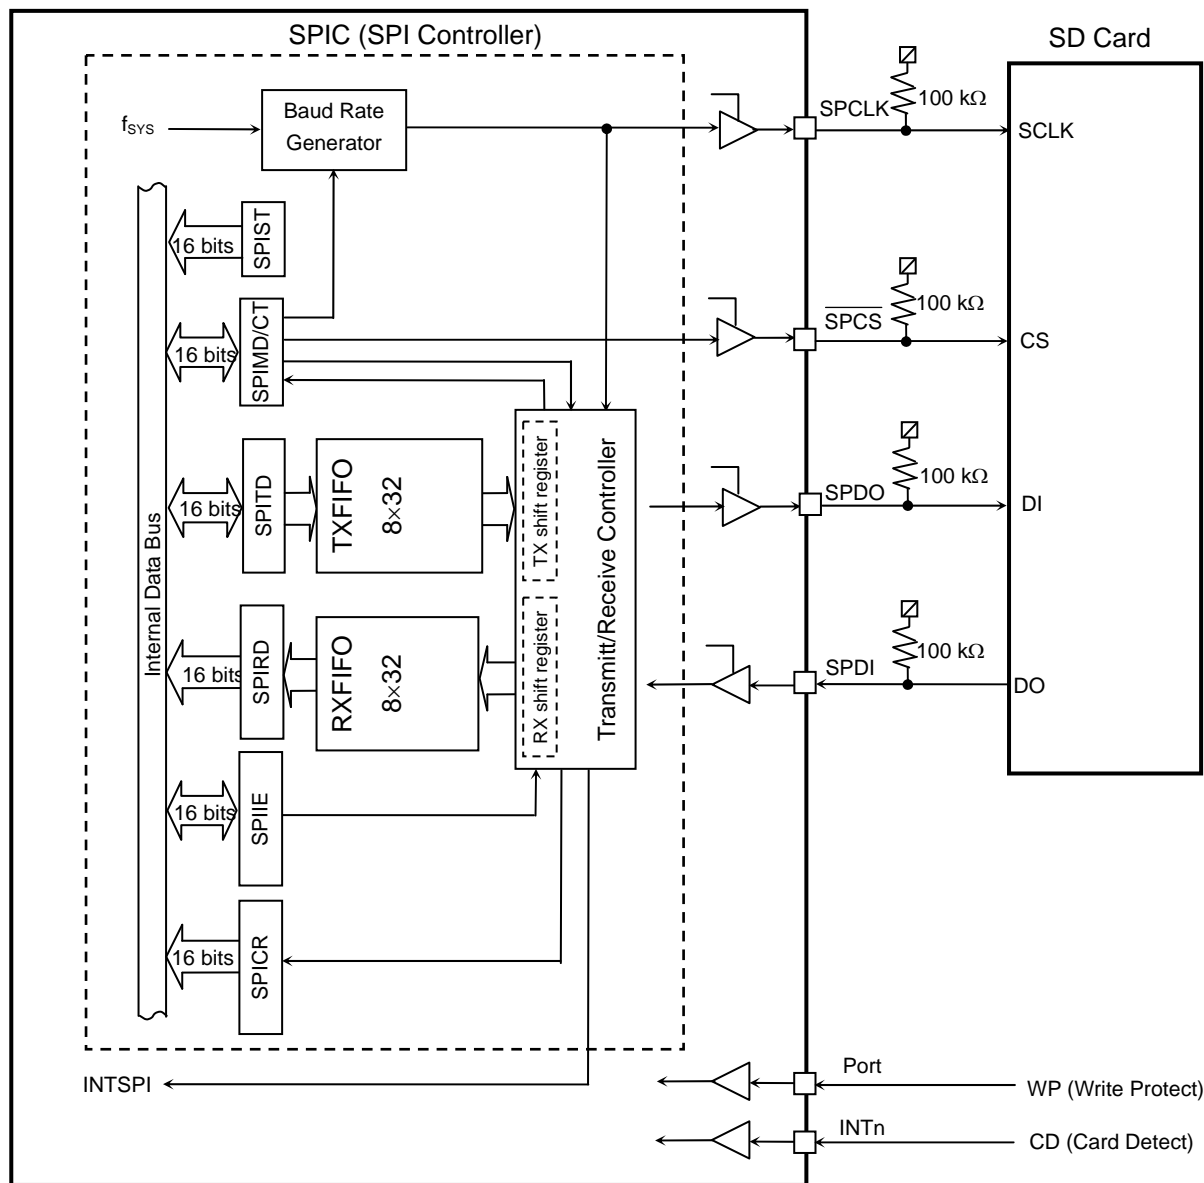 SPIC (SPI Controller)
SD Card
fSYS
Baud Rate
Generator
SPCLK
100 kΩ
SCLK
16 bits
SPIST
16 bits
SPIMD/CT
SPCS
100 kΩ
CS
Internal Data Bus
16 bits
SPITD
TXFIFO
8×32
TX shift register
Transmitt/Receive Controller
SPDO
100 kΩ
DI
16 bits
SPIRD
RXFIFO
8×32
RX shift register
SPDI
100 kΩ
DO
16 bits
SPIIE
16 bits
SPICR
INTSPI
Port
WP (Write Protect)
INTn
CD (Card Detect)